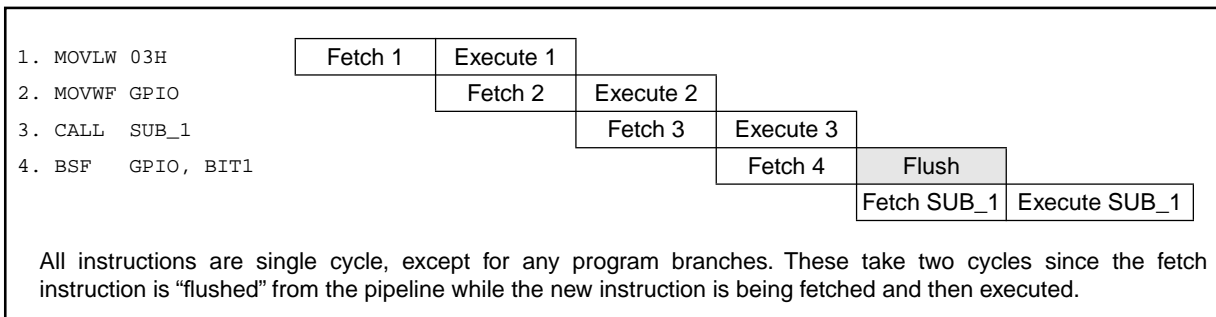 1. MOVLW 03H Fetch 1 Execute 1
2. MOVWF GPIO Fetch 2 Execute 2
3. CALL SUB_1 Fetch 3 Execute 3
4. BSF GPIO, BIT1 Fetch 4 Flush
Fetch SUB_1 Execute SUB_1
All instructions are single cycle, except for any program branches. These take two cycles since the fetch
instruction is “flushed” from the pipeline while the new instruction is being fetched and then executed.